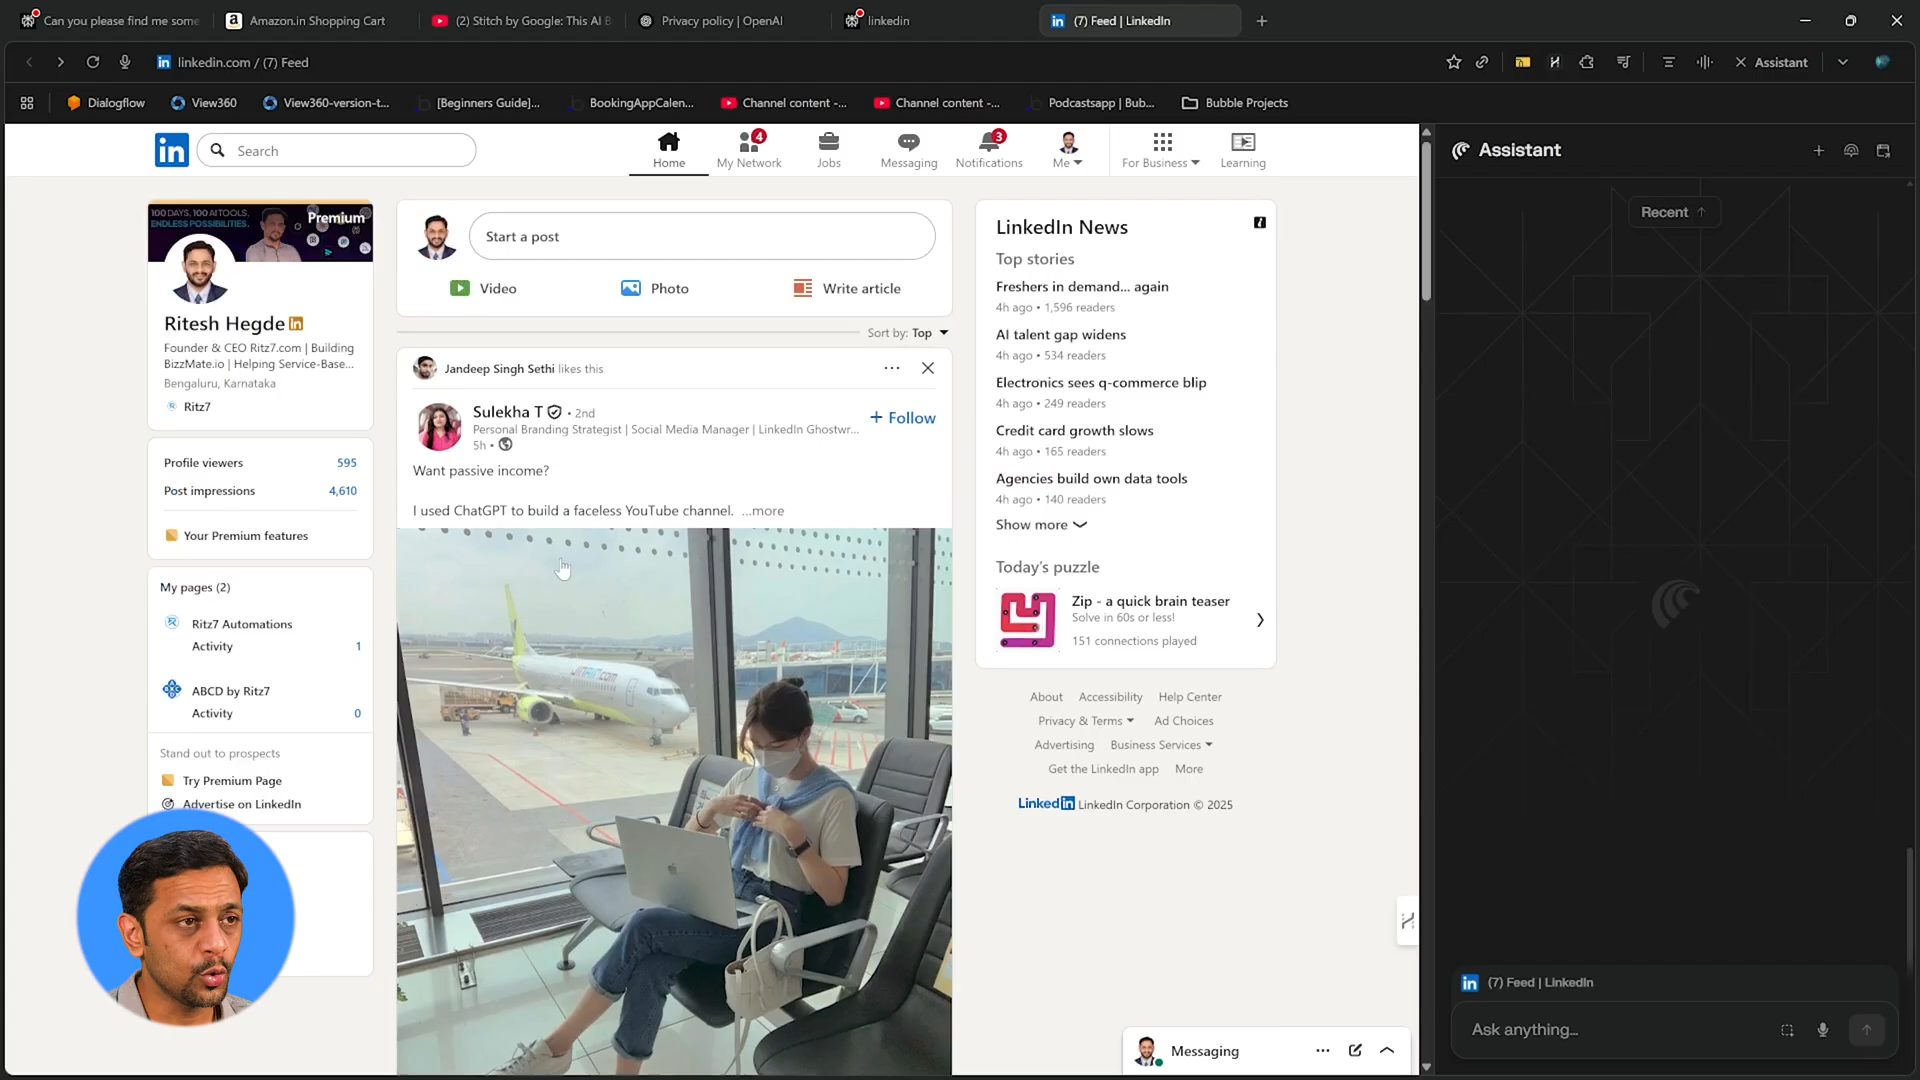 Can you please find me some
Amazon.in Shopping Cart
(2) Stitch by Google: This AI B
Privacy policy | OpenAI
linkedin
(7) Feed | LinkedIn
linkedin.com / (7) Feed
Assistant
Dialogflow
View360
View360-version-t...
[Beginners Guide]...
BookingAppCalen...
Channel content -...
Channel content -...
Podcastsapp | Bub...
Bubble Projects
in
Search
Home
4
My Network
Jobs
Messaging
3
Notifications
Me
For Business
Learning
100 DAYS, 100 AI TOOLS,
ENDLESS POSSIBILITIES.
Premium
Ritesh Hegde
Founder & CEO Ritz7.com | Building
BizzMate.io | Helping Service-Base...
Bengaluru, Karnataka
Ritz7
Profile viewers 595
Post impressions 4,610
Your Premium features
My pages (2)
Ritz7 Automations
Activity 1
ABCD by Ritz7
Activity 0
Stand out to prospects
Try Premium Page
Advertise on LinkedIn
Start a post
Video
Photo
Write article
Sort by: Top
Jandeep Singh Sethi likes this
Sulekha T • 2nd
+ Follow
Personal Branding Strategist | Social Media Manager | LinkedIn Ghostwr...
5h •
Want passive income?
I used ChatGPT to build a faceless YouTube channel. ...more
LinkedIn News
Top stories
Freshers in demand... again
4h ago • 1,596 readers
AI talent gap widens
4h ago • 534 readers
Electronics sees q-commerce blip
4h ago • 249 readers
Credit card growth slows
4h ago • 165 readers
Agencies build own data tools
4h ago • 140 readers
Show more
Today's puzzle
Zip - a quick brain teaser
Solve in 60s or less!
151 connections played
About Accessibility Help Center
Privacy & Terms Ad Choices
Advertising Business Services
Get the LinkedIn app More
LinkedIn LinkedIn Corporation © 2025
Messaging
Assistant
Recent ↑
(7) Feed | LinkedIn
Ask anything...